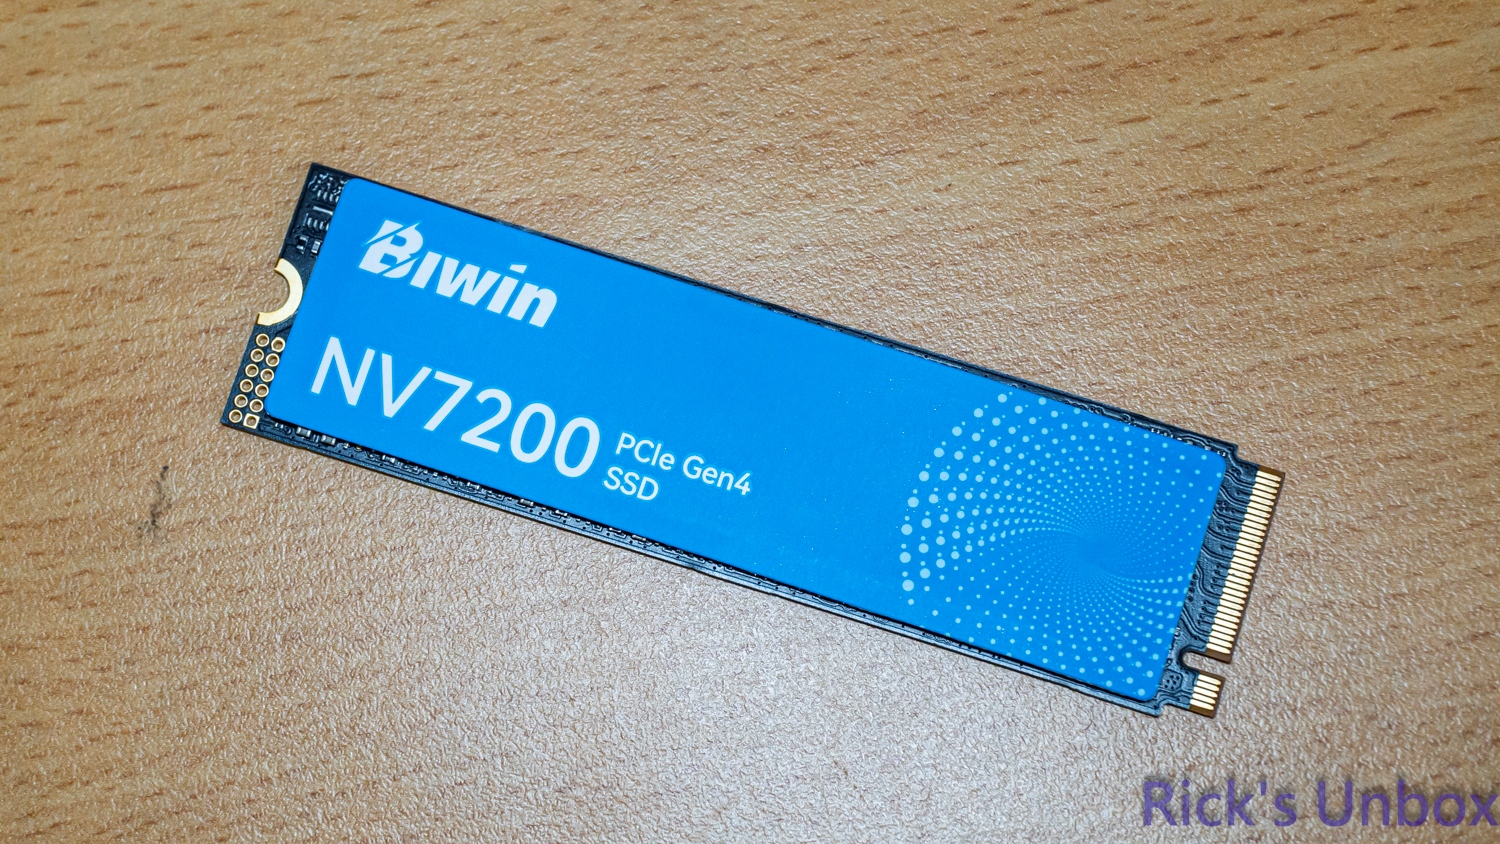 Biwin
NV7200
PCIe Gen4
SSD
Rick's Unbox